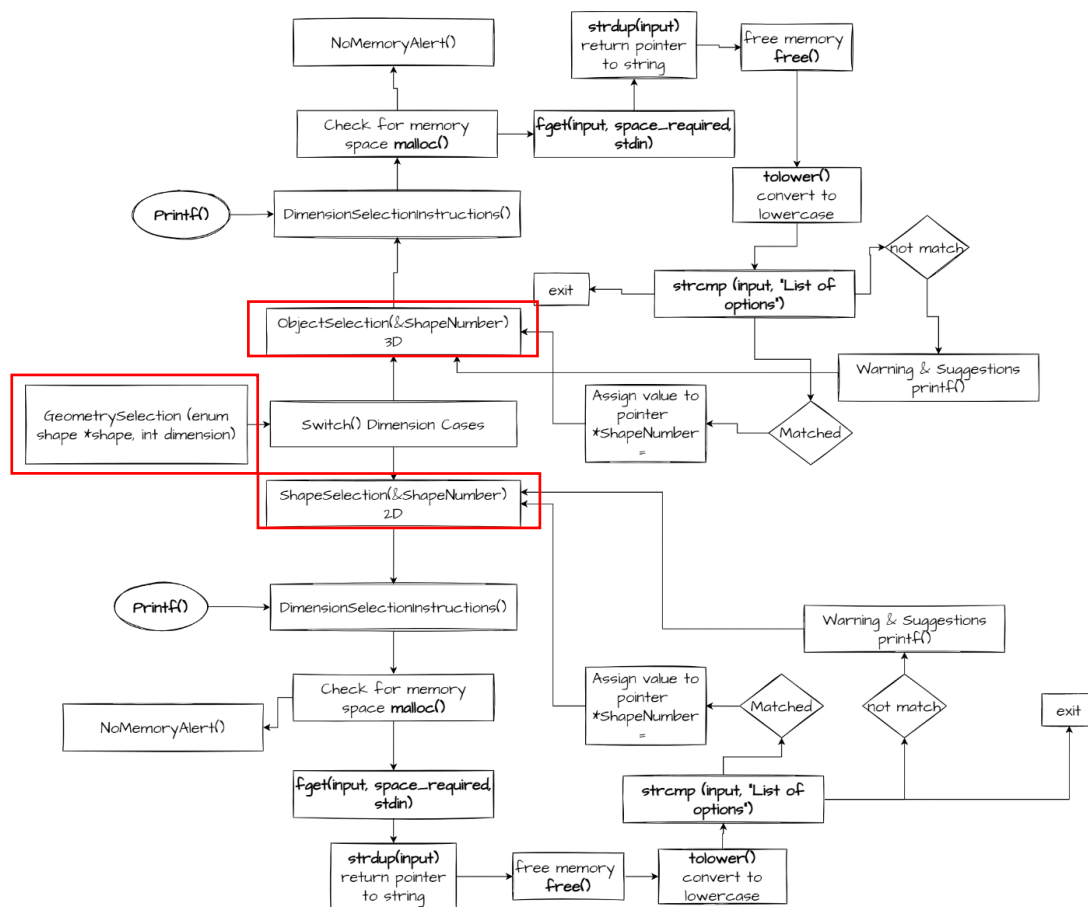 NoMemoryAlert()
strdup(input)
return pointer
to string
free memory
free()
Check for memory
space malloc()
fget(input, space_required,
stdin)
tolower()
convert to
lowercase
Printf()
DimensionSelectionInstructions()
not match
exit
strcmp (input, "List of
options")
ObjectSelection(&ShapeNumber)
3D
Warning & Suggestions
printf()
GeometrySelection (enum
shape *shape, int dimension)
Switch() Dimension Cases
Assign value to
pointer
*ShapeNumber
=
Matched
ShapeSelection(&ShapeNumber)
2D
Printf()
DimensionSelectionInstructions()
Warning & Suggestions
printf()
Check for memory
space malloc()
NoMemoryAlert()
Assign value to
pointer
*ShapeNumber
=
Matched
not match
exit
fget(input, space_required,
stdin)
strcmp (input, "List of
options")
strdup(input)
return pointer
to string
free memory
free()
tolower()
convert to
lowercase